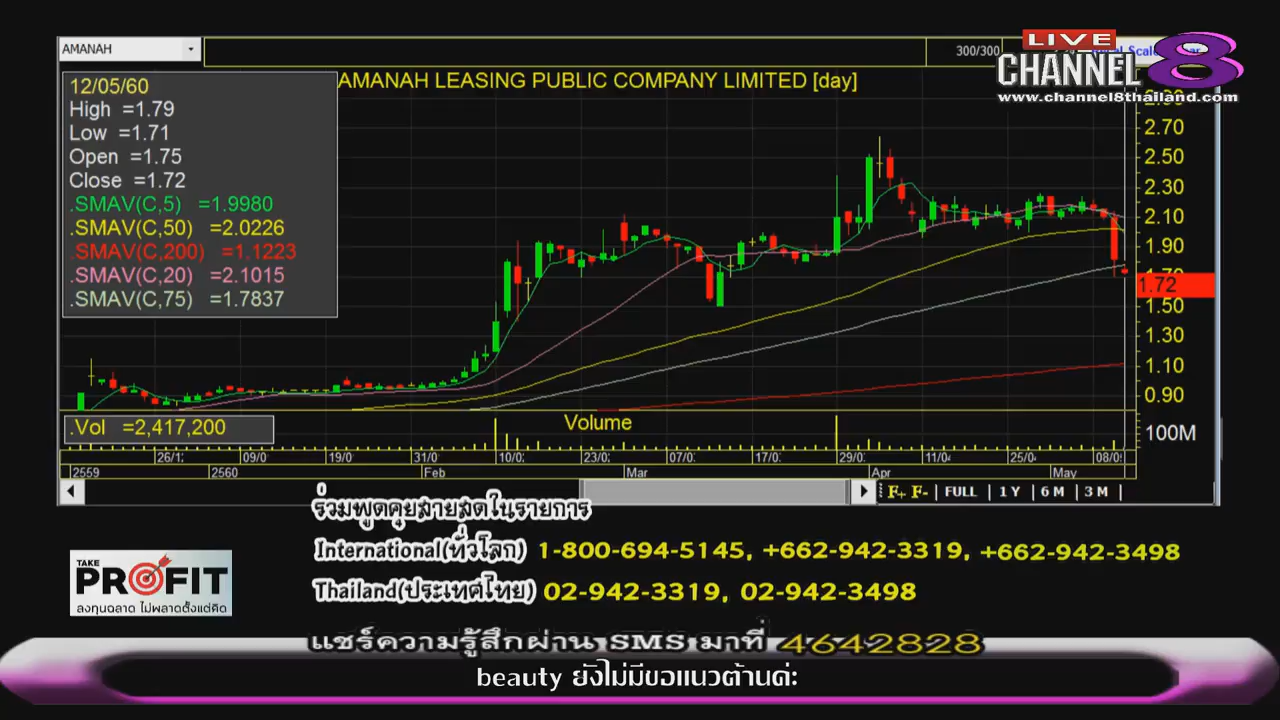 AMANAH
300/300
LIVE
CHANNEL 8
www.channel8thailand.com
AMANAH LEASING PUBLIC COMPANY LIMITED [day]
12/05/60
High =1.79
Low =1.71
Open =1.75
Close =1.72
.SMAV(C,5) =1.9980
.SMAV(C,50) =2.0226
.SMAV(C,200) =1.1223
.SMAV(C,20) =2.1015
.SMAV(C,75) =1.7837
2.70
2.50
2.30
2.10
1.90
1.72
1.50
1.30
1.10
0.90
.Vol =2,417,200
Volume
100M
26/1; 09/0 19/0 31/0 10/0; 23/0; 07/0; 17/0; 29/0; 11/0 25/0 08/0
2559 2560 Feb Mar Apr May
F+ F- FULL 1 Y 6 M 3 M
ร่วมพูดคุยสายสดในรายการ
International(ทั่วโลก) 1-800-694-5145, +662-942-3319, +662-942-3498
Thailand(ประเทศไทย) 02-942-3319, 02-942-3498
TAKE
PROFIT
ลงทุนฉลาด ไม่พลาดตั้งแต่คิด
แชร์ความรู้สึกผ่าน SMS มาที่ 4642828
beauty ยังไม่มีขอแนวต้านค่ะ